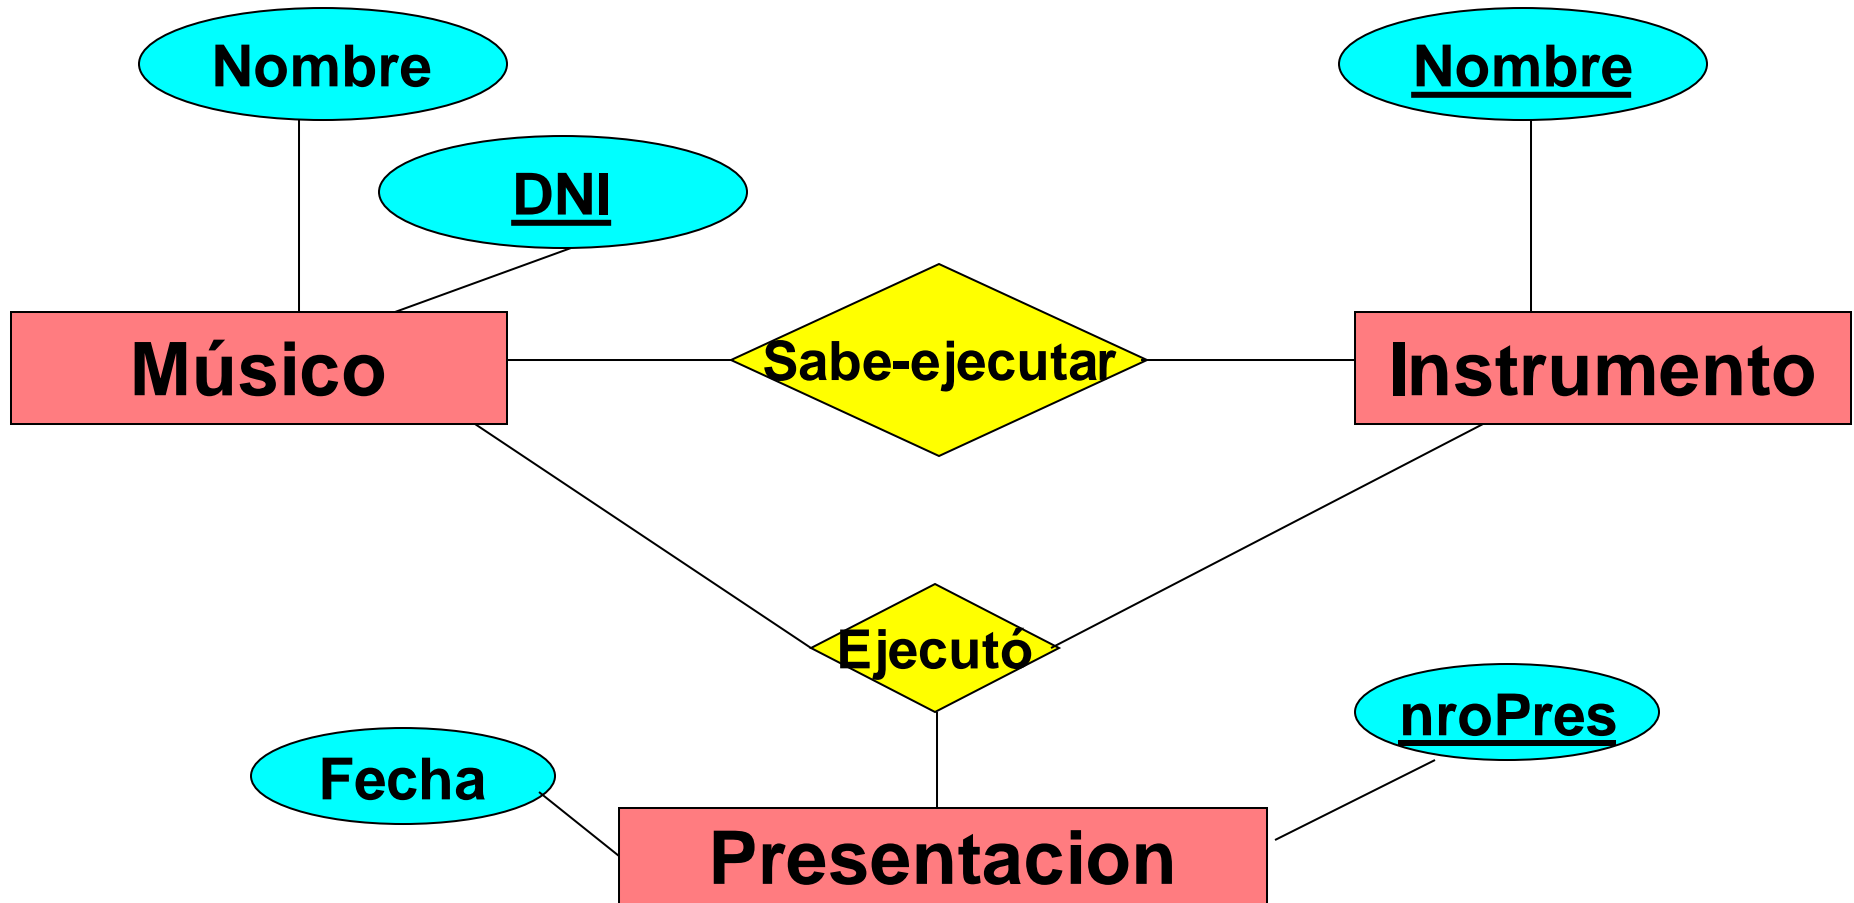 Nombre
Nombre
DNI
Músico
Sabe-ejecutar
Instrumento
Ejecutó
nroPres
Fecha
Presentacion